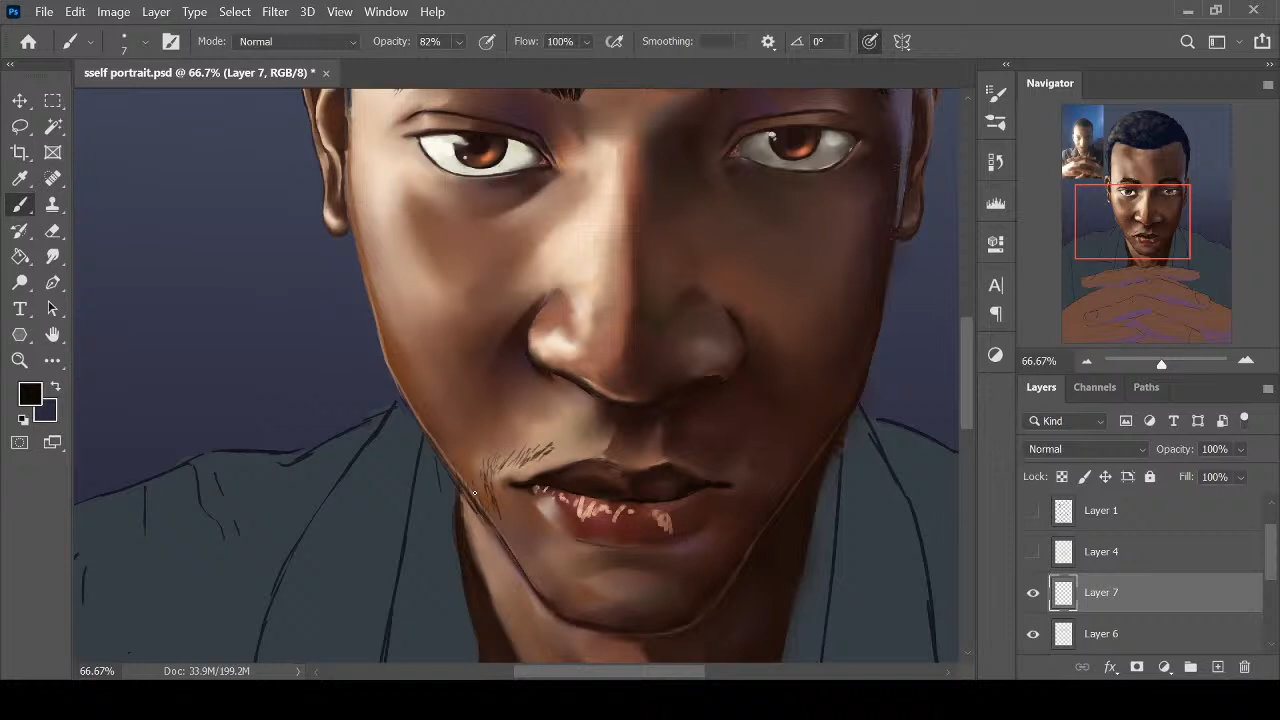 Ps File Edit Image Layer Type Select Filter 3D View Window Help
7 Mode: Normal Opacity: 82% Flow: 100% Smoothing: 0°
sself portrait.psd @ 66.7% (Layer 7, RGB/8) *
Navigator
66.67%
Layers Channels Paths
Kind
Normal Opacity: 100%
Lock: Fill: 100%
Layer 1
Layer 4
Layer 7
Layer 6
66.67% Doc: 33.9M/199.2M